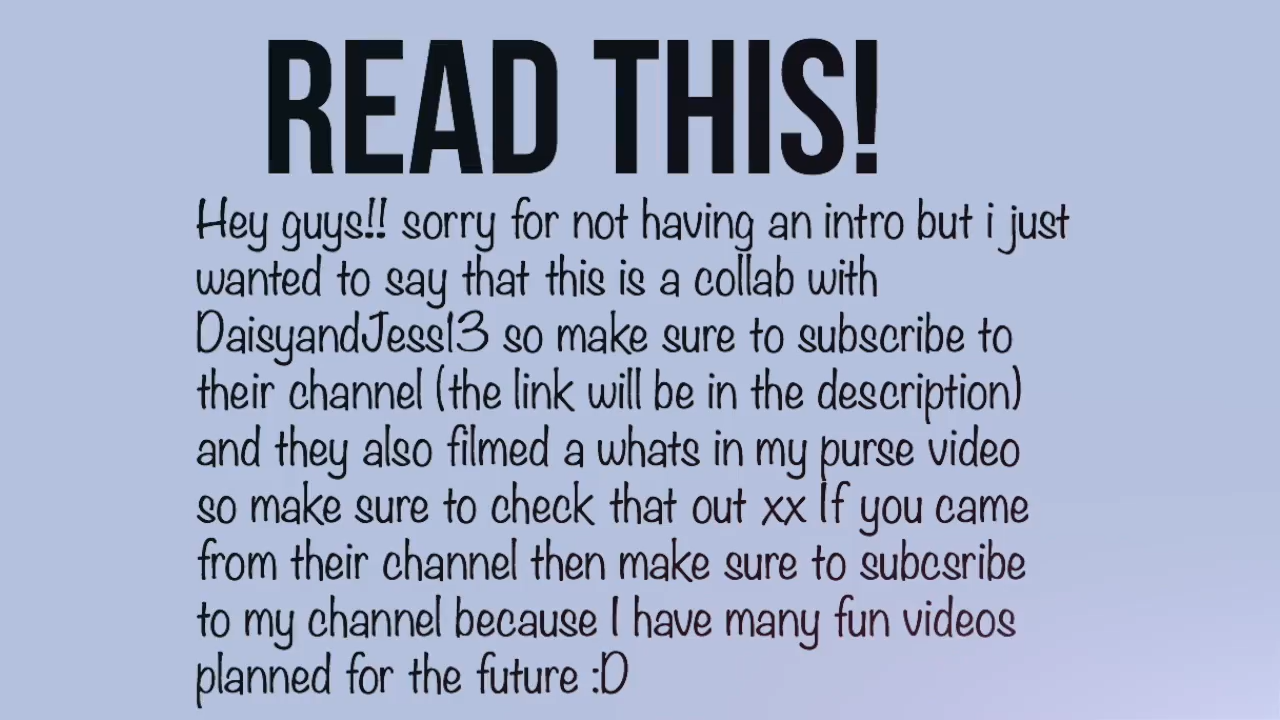 READ THIS!
Hey guys!! sorry for not having an intro but i just
wanted to say that this is a collab with
DaisyandJess13 so make sure to subscribe to
their channel (the link will be in the description)
and they also filmed a whats in my purse video
so make sure to check that out xx If you came
from their channel then make sure to subcsribe
to my channel because I have many fun videos
planned for the future :D